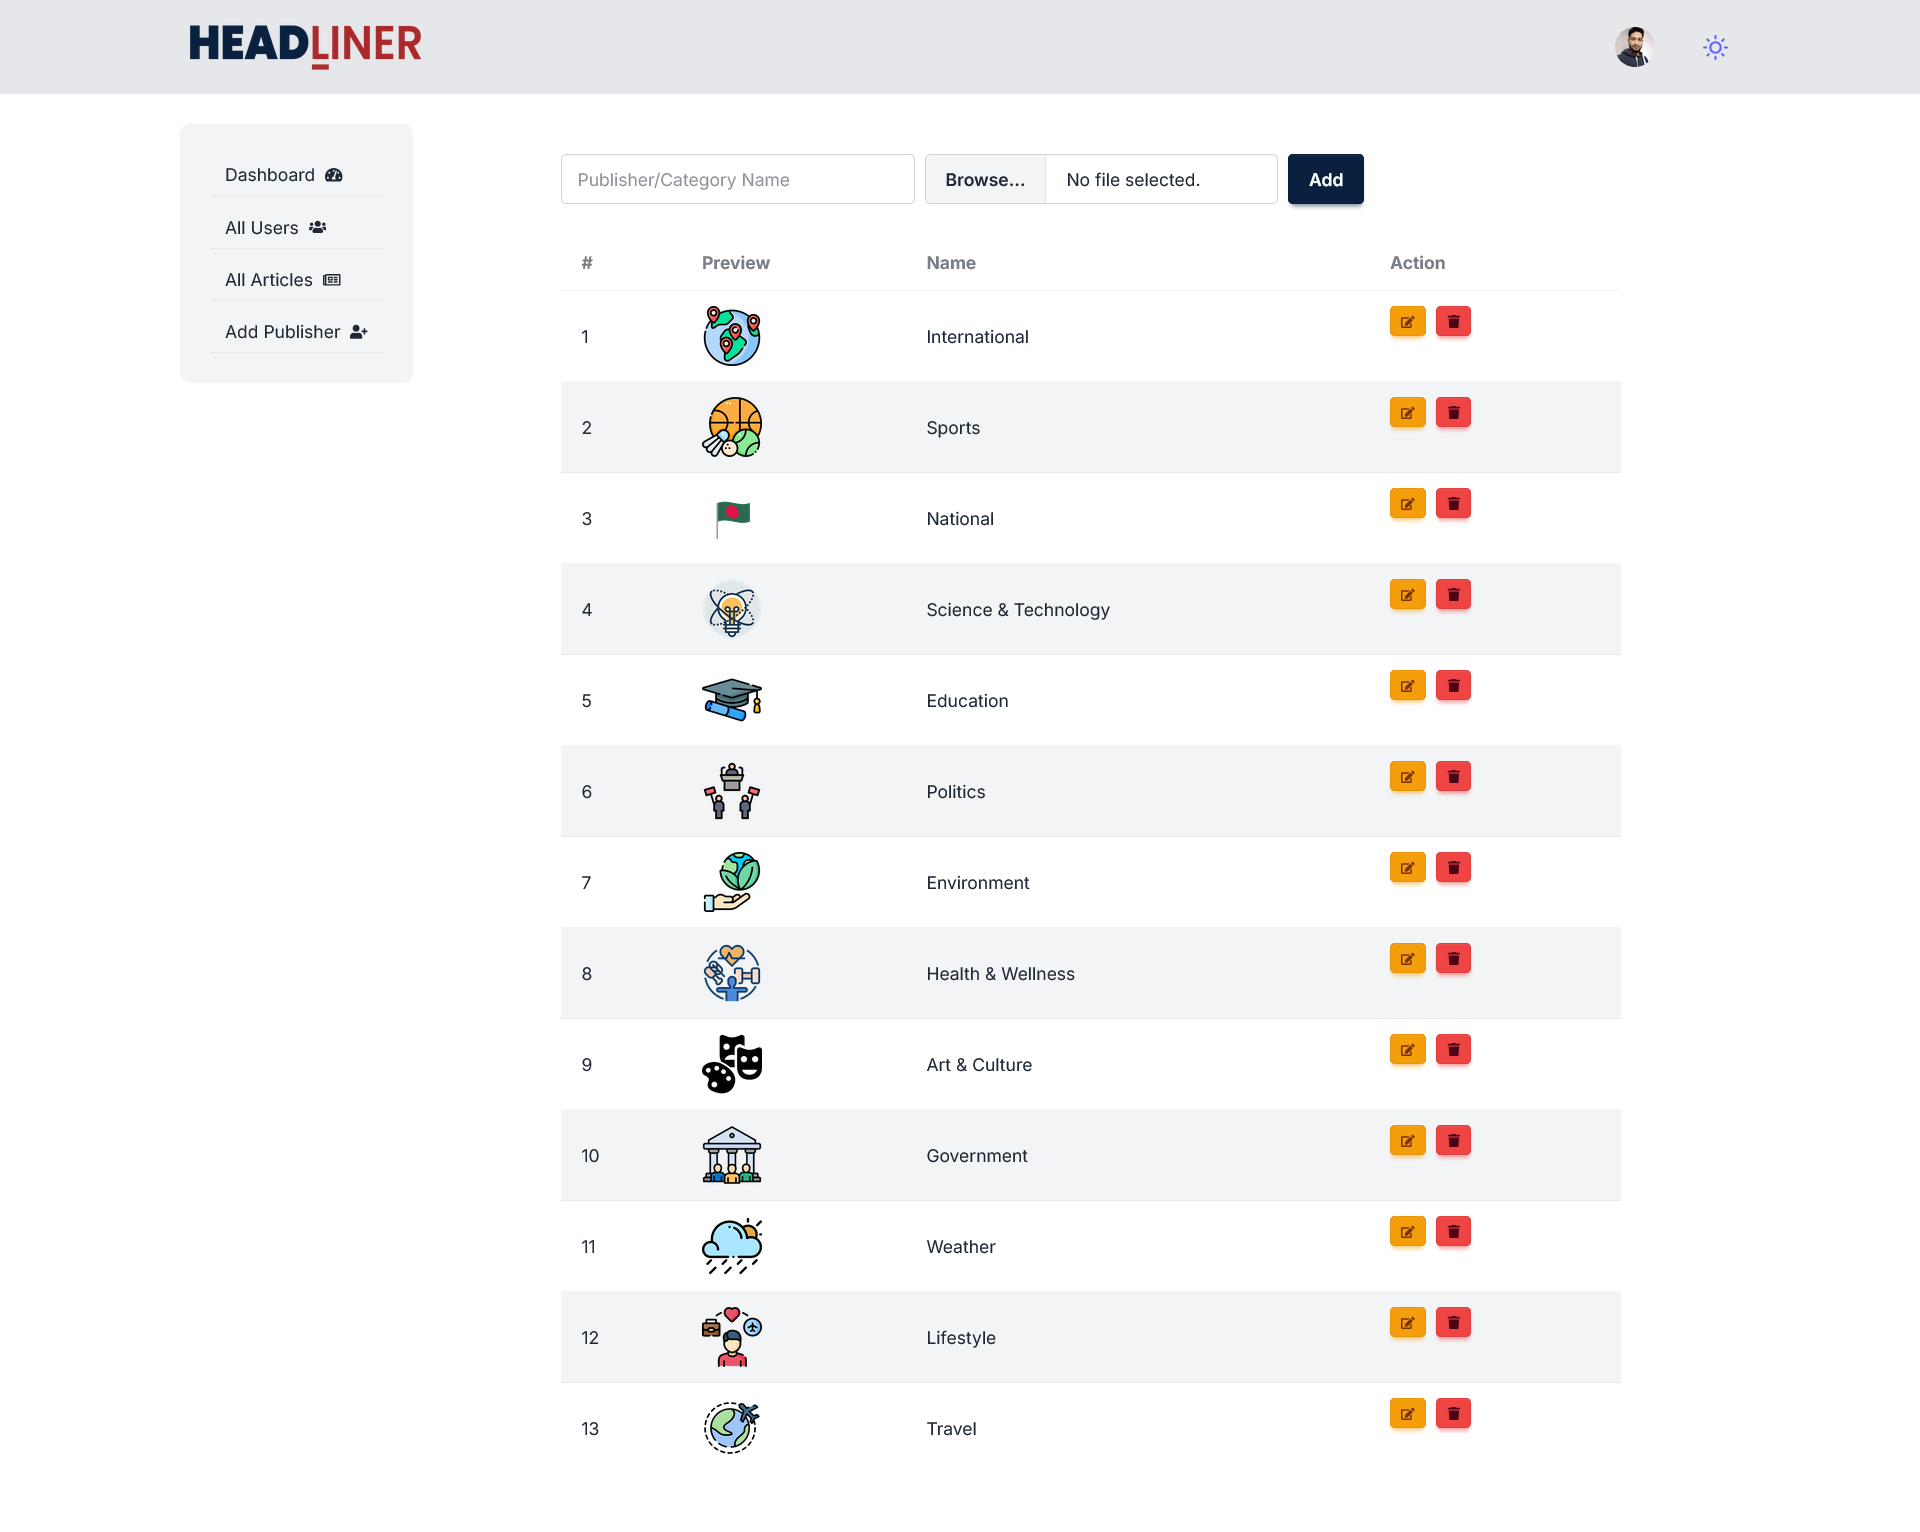 HEADLINER
Dashboard
All Users
All Articles
Add Publisher
Publisher/Category Name
Browse...
No file selected.
Add
# Preview Name Action
1 International
2 Sports
3 National
4 Science & Technology
5 Education
6 Politics
7 Environment
8 Health & Wellness
9 Art & Culture
10 Government
11 Weather
12 Lifestyle
13 Travel